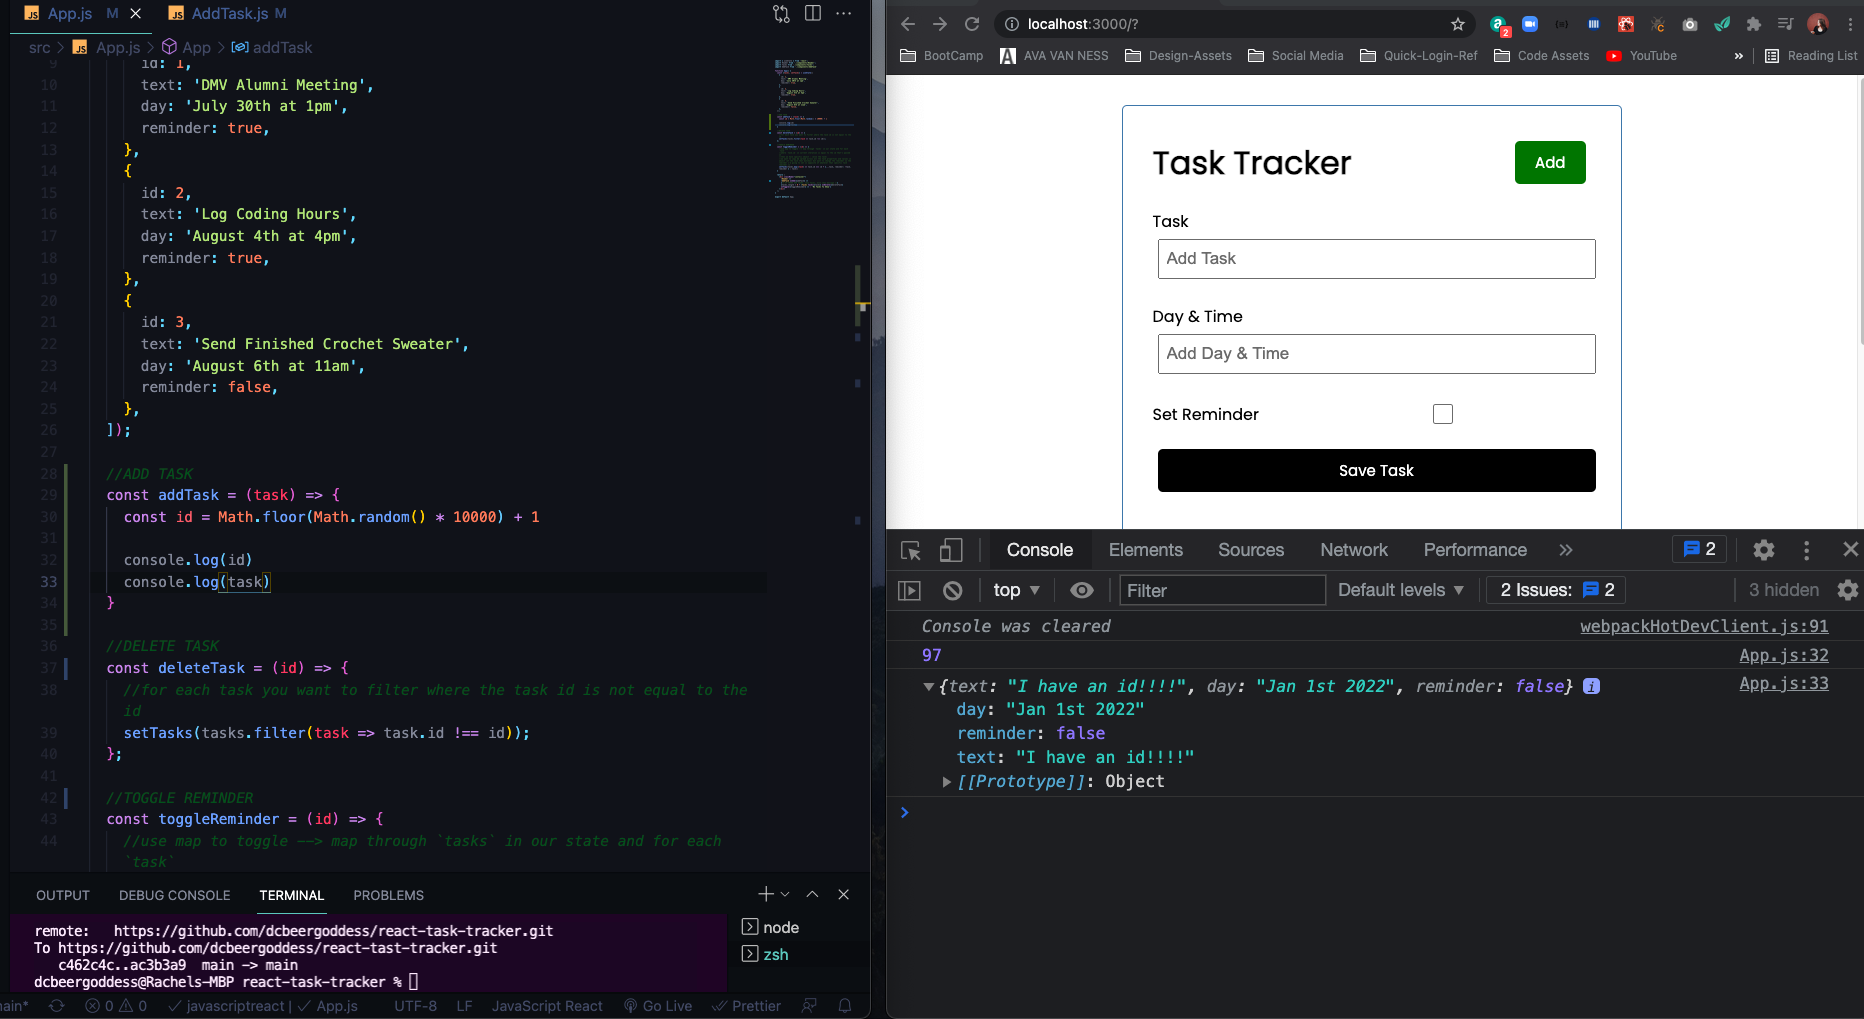 App.js M
AddTask.js M
src > App.js > App > addTask
9 id: 1,
10 text: 'DMV Alumni Meeting',
11 day: 'July 30th at 1pm',
12 reminder: true,
13 },
14 {
15 id: 2,
16 text: 'Log Coding Hours',
17 day: 'August 4th at 4pm',
18 reminder: true,
19 },
20 {
21 id: 3,
22 text: 'Send Finished Crochet Sweater',
23 day: 'August 6th at 11am',
24 reminder: false,
25 },
26 ]);
27
28 //ADD TASK
29 const addTask = (task) => {
30 const id = Math.floor(Math.random() * 10000) + 1
31
32 console.log(id)
33 console.log(task)
34 }
35
36 //DELETE TASK
37 const deleteTask = (id) => {
38 //for each task you want to filter where the task id is not equal to the
id
39 setTasks(tasks.filter(task => task.id !== id));
40 };
41
42 //TOGGLE REMINDER
43 const toggleReminder = (id) => {
44 //use map to toggle ——> map through `tasks` in our state and for each
`task`
OUTPUT DEBUG CONSOLE TERMINAL PROBLEMS
remote: https://github.com/dcbeergoddess/react-task-tracker.git
To https://github.com/dcbeergoddess/react-tast-tracker.git
c462c4c..ac3b3a9 main -> main
dcbeergoddess@Rachels-MBP react-task-tracker %
node
zsh
main* 0 0 javascriptreact | App.js UTF-8 LF JavaScript React Go Live Prettier
localhost:3000/?
2
BootCamp AVA VAN NESS Design-Assets Social Media Quick-Login-Ref Code Assets YouTube » Reading List
Task Tracker
Add
Task
Add Task
Day & Time
Add Day & Time
Set Reminder
Save Task
Console Elements Sources Network Performance » 2
top Filter Default levels 2 Issues: 2 3 hidden
Console was cleared webpackHotDevClient.js:91
97 App.js:32
{text: "I have an id!!!!", day: "Jan 1st 2022", reminder: false} i App.js:33
day: "Jan 1st 2022"
reminder: false
text: "I have an id!!!!"
[[Prototype]]: Object